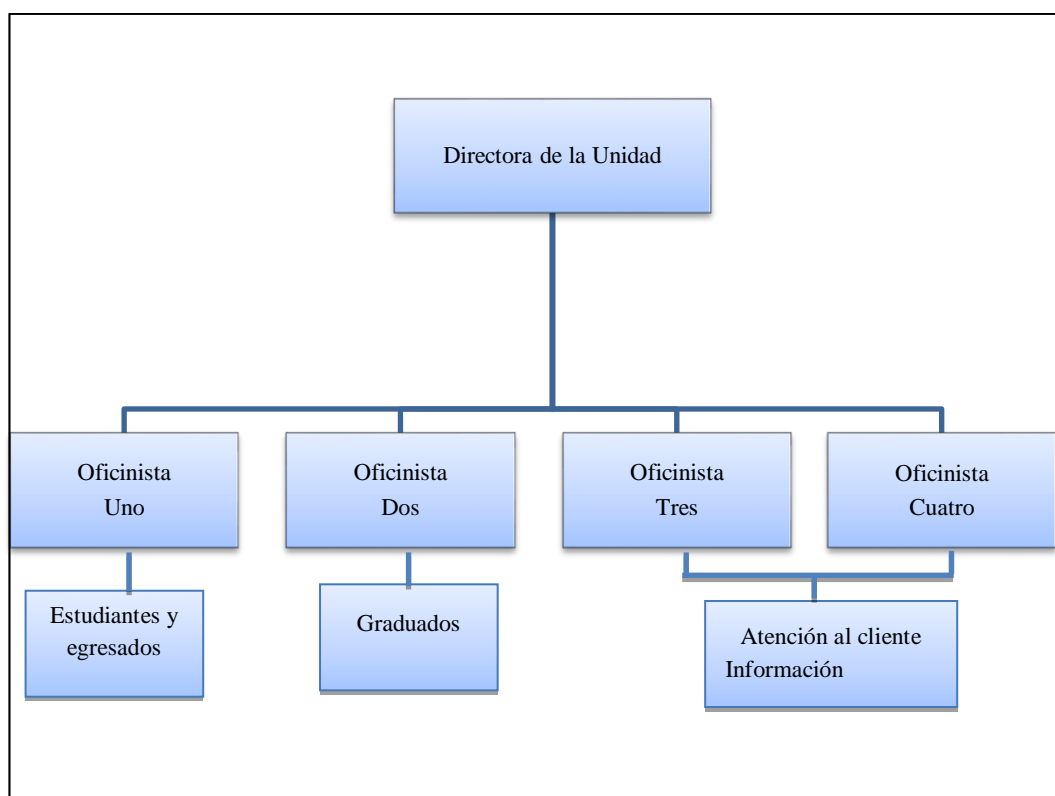 Directora de la Unidad
Oficinista
Uno
Oficinista
Dos
Oficinista
Tres
Oficinista
Cuatro
Estudiantes y
egresados
Graduados
Atención al cliente
Información